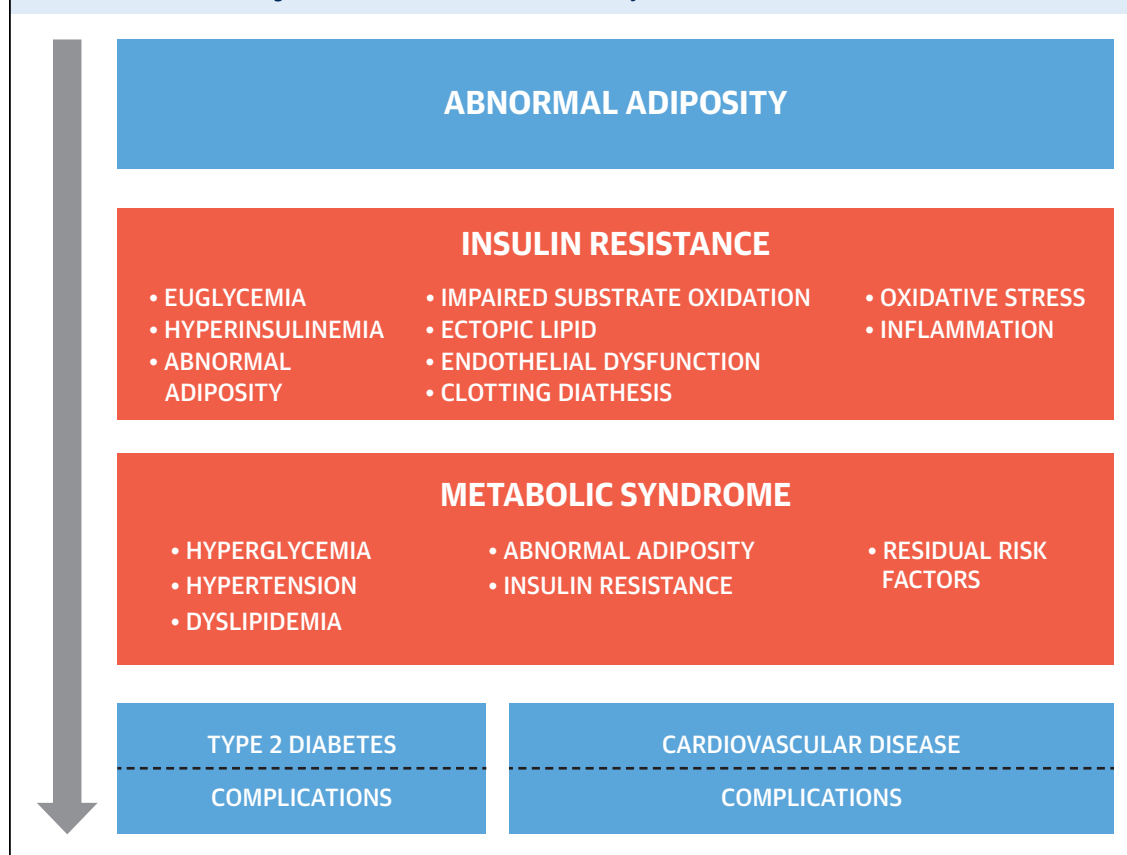 ABNORMAL ADIPOSITY
INSULIN RESISTANCE
• EUGLYCEMIA
• HYPERINSULINEMIA
• ABNORMAL
ADIPOSITY
• IMPAIRED SUBSTRATE OXIDATION
• ECTOPIC LIPID
• ENDOTHELIAL DYSFUNCTION
• CLOTTING DIATHESIS
• OXIDATIVE STRESS
• INFLAMMATION
METABOLIC SYNDROME
• HYPERGLYCEMIA
• HYPERTENSION
• DYSLIPIDEMIA
• ABNORMAL ADIPOSITY
• INSULIN RESISTANCE
• RESIDUAL RISK
FACTORS
TYPE 2 DIABETES
COMPLICATIONS
CARDIOVASCULAR DISEASE
COMPLICATIONS